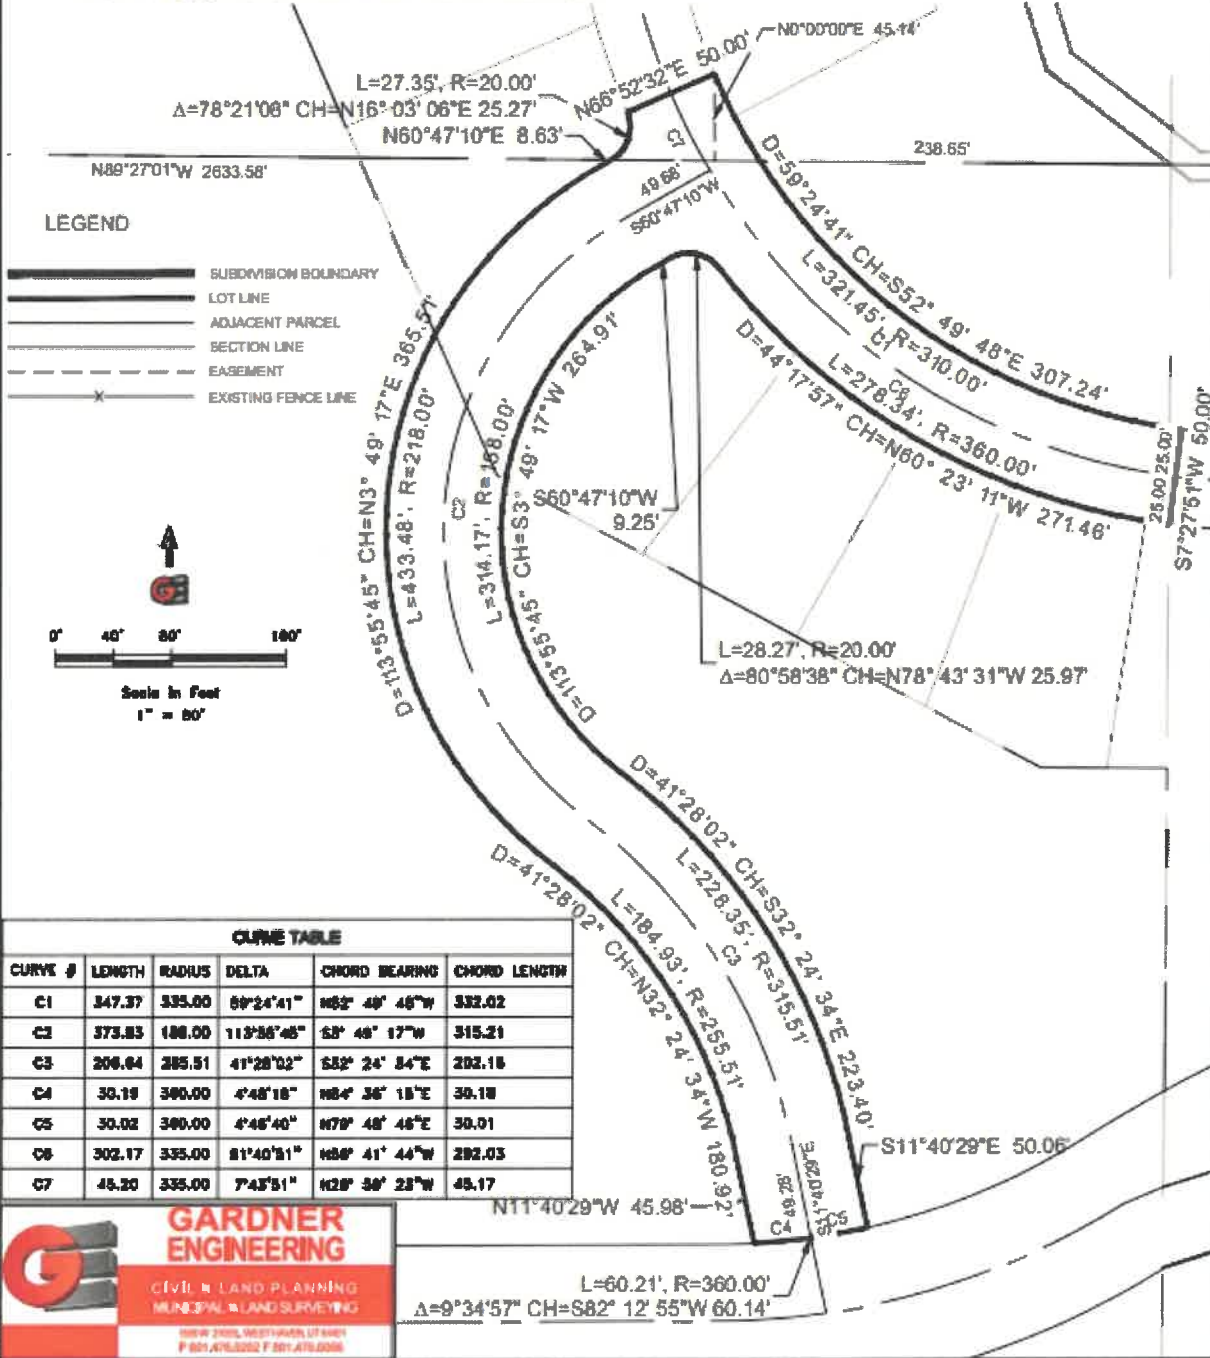 N0°00'00"E 45.14'
N66°52'32"E 50.00'
L=27.35', R=20.00'
Δ=78°21'08" CH=N16° 03' 06"E 25.27'
N60°47'10"E 8.63'
C7
238.65'
N89°27'01"W 2633.58'
49.68'
S60°47'10"W
D=59°24'41" CH=S52° 49' 48"E 307.24'
L=321.45', R=310.00'
C1
C6
L=278.34', R=360.00'
D=44°17'57" CH=N60° 23' 11"W 271.46'
25.00 25.00'
S7°27'51"W 50.00'
LEGEND
SUBDIVISION BOUNDARY
LOT LINE
ADJACENT PARCEL
SECTION LINE
EASEMENT
EXISTING FENCE LINE
D=113°55'45" CH=N3° 49' 17"E 365.51'
L=433.48', R=218.00'
C2
L=314.17', R=158.00'
D=113°55'45" CH=S3° 49' 17"W 264.91'
S60°47'10"W
9.25'
L=28.27', R=20.00'
Δ=80°58'38" CH=N78° 43' 31"W 25.97'
G
0' 40' 80' 160'
Scale in Feet
1" = 80'
D=41°28'02" CH=S32° 24' 34"E 223.40'
L=228.35', R=315.51'
C3
L=184.93', R=255.51'
D=41°28'02" CH=N32° 24' 34"W 180.92'
CURVE TABLE
CURVE # LENGTH RADIUS DELTA CHORD BEARING CHORD LENGTH
C1 347.37 335.00 59°24'41" N52° 49' 48"W 332.02
C2 373.83 188.00 113°55'45" S3° 49' 17"W 315.21
C3 206.64 285.51 41°28'02" S32° 24' 34"E 202.16
C4 30.19 360.00 4°48'18" N84° 36' 15"E 30.18
C5 30.02 360.00 4°46'40" N79° 48' 46"E 30.01
C6 302.17 335.00 51°40'51" N56° 41' 44"W 292.03
C7 45.20 335.00 7°43'51" N26° 59' 23"W 45.17
S11°40'29"E 50.06'
N11°40'29"W 45.98'
49.28'
S11°40'29"E
C4
C5
L=60.21', R=360.00'
Δ=9°34'57" CH=S82° 12' 55"W 60.14'
G
GARDNER
ENGINEERING
CIVIL LAND PLANNING
MUNICIPAL LAND SURVEYING